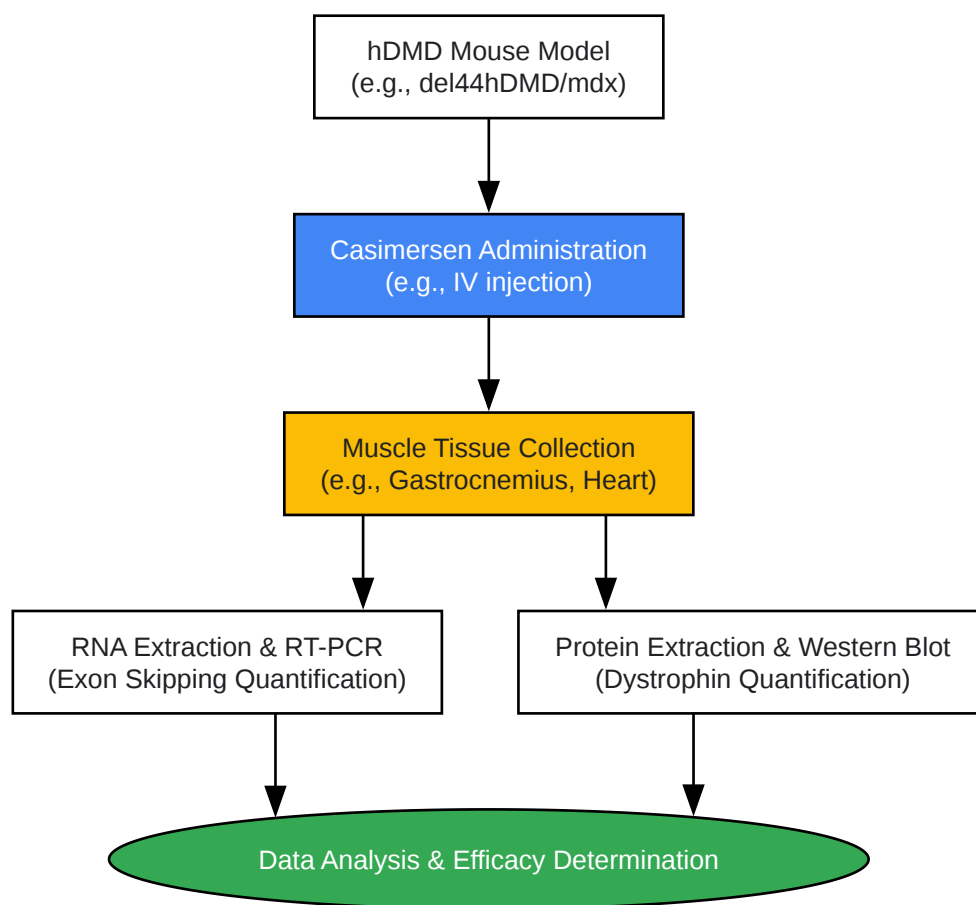 hDMD Mouse Model
(e.g., del44hDMD/mdx)
Casimersen Administration
(e.g., IV injection)
Muscle Tissue Collection
(e.g., Gastrocnemius, Heart)
RNA Extraction & RT-PCR
(Exon Skipping Quantification)
Protein Extraction & Western Blot
(Dystrophin Quantification)
Data Analysis & Efficacy Determination